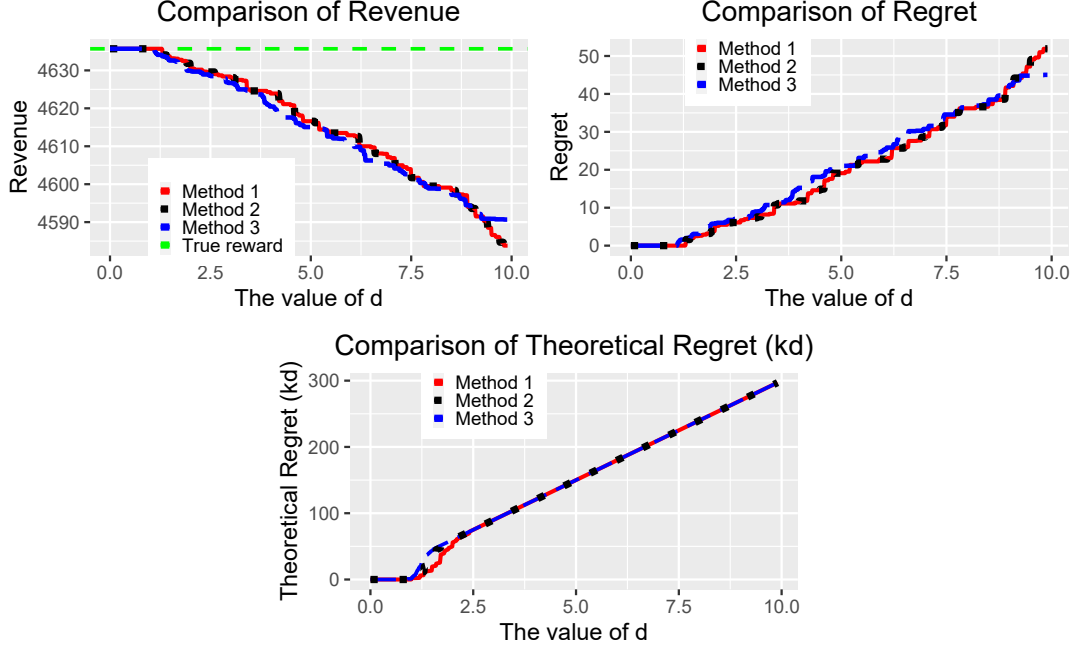 Comparison of Revenue
Revenue
4630
4620
4610
4600
4590
Method 1
Method 2
Method 3
True reward
0.0 2.5 5.0 7.5 10.0
The value of d
Comparison of Regret
Regret
50
40
30
20
10
0
Method 1
Method 2
Method 3
0.0 2.5 5.0 7.5 10.0
The value of d
Comparison of Theoretical Regret (kd)
Theoretical Regret (kd)
300
200
100
0
Method 1
Method 2
Method 3
0.0 2.5 5.0 7.5 10.0
The value of d